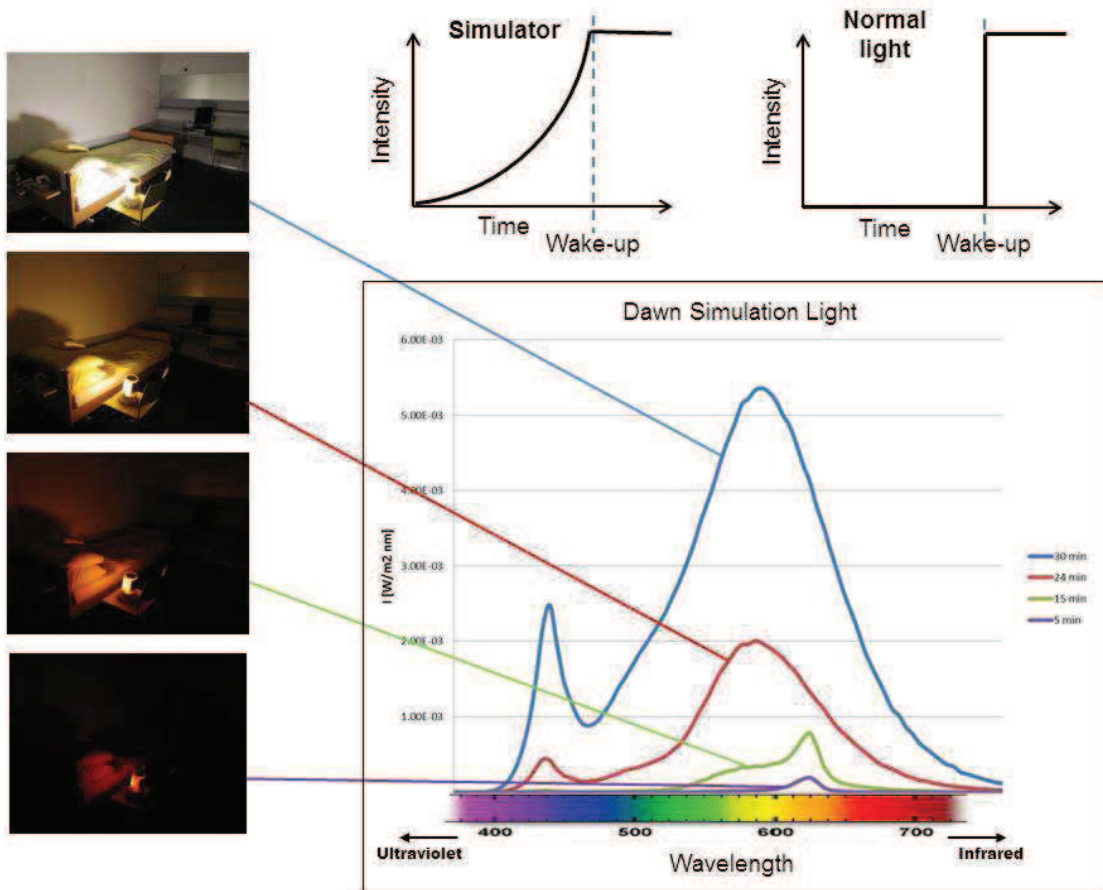 Simulator
Intensity
Time
Wake-up
Normal
light
Intensity
Time
Wake-up
Dawn Simulation Light
6.00E-03
5.00E-03
4.00E-03
3.00E-03
2.00E-03
1.00E-03
I [W/m2 nm]
30 min
24 min
15 min
5 min
400 500 600 700
Ultraviolet
Infrared
Wavelength